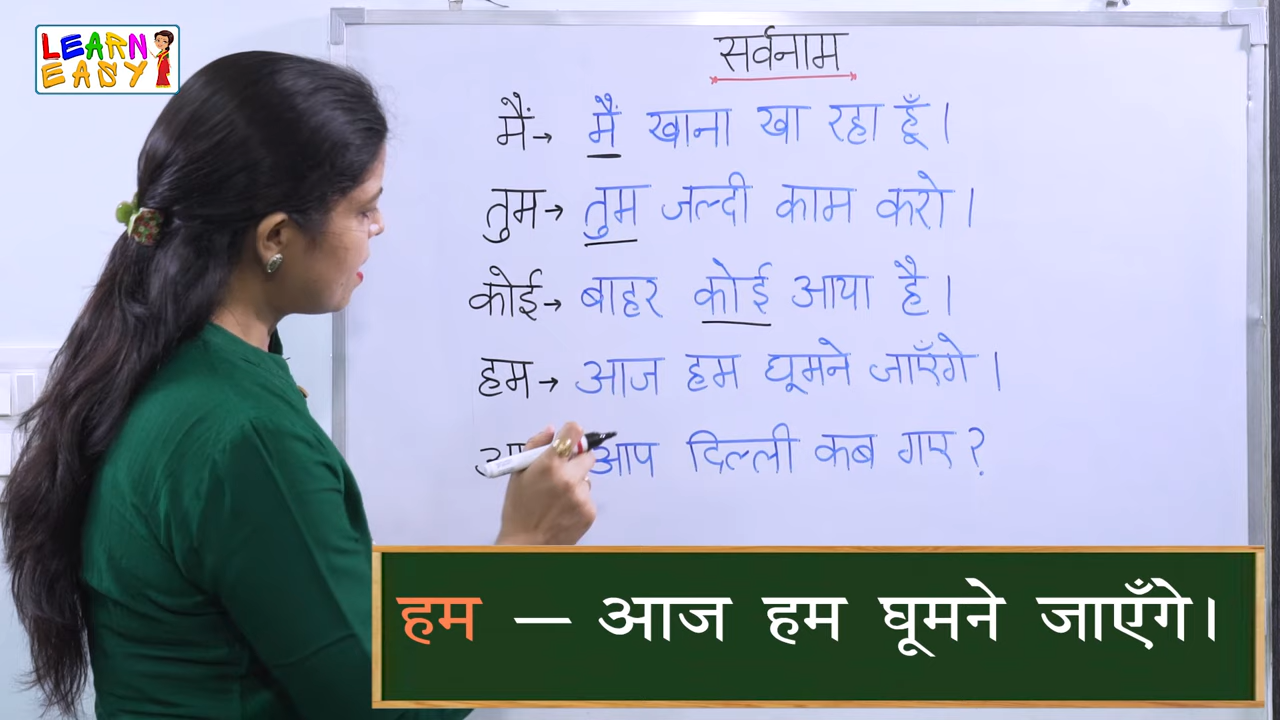 LEARN
EASY
सर्वनाम
मैं→ मैं खाना खा रहा हूँ।
तुम→ तुम जल्दी काम करो।
कोई→ बाहर कोई आया है।
हम→ आज हम घूमने जाएँगे।
आप दिल्ली कब गए?
हम — आज हम घूमने जाएँगे।